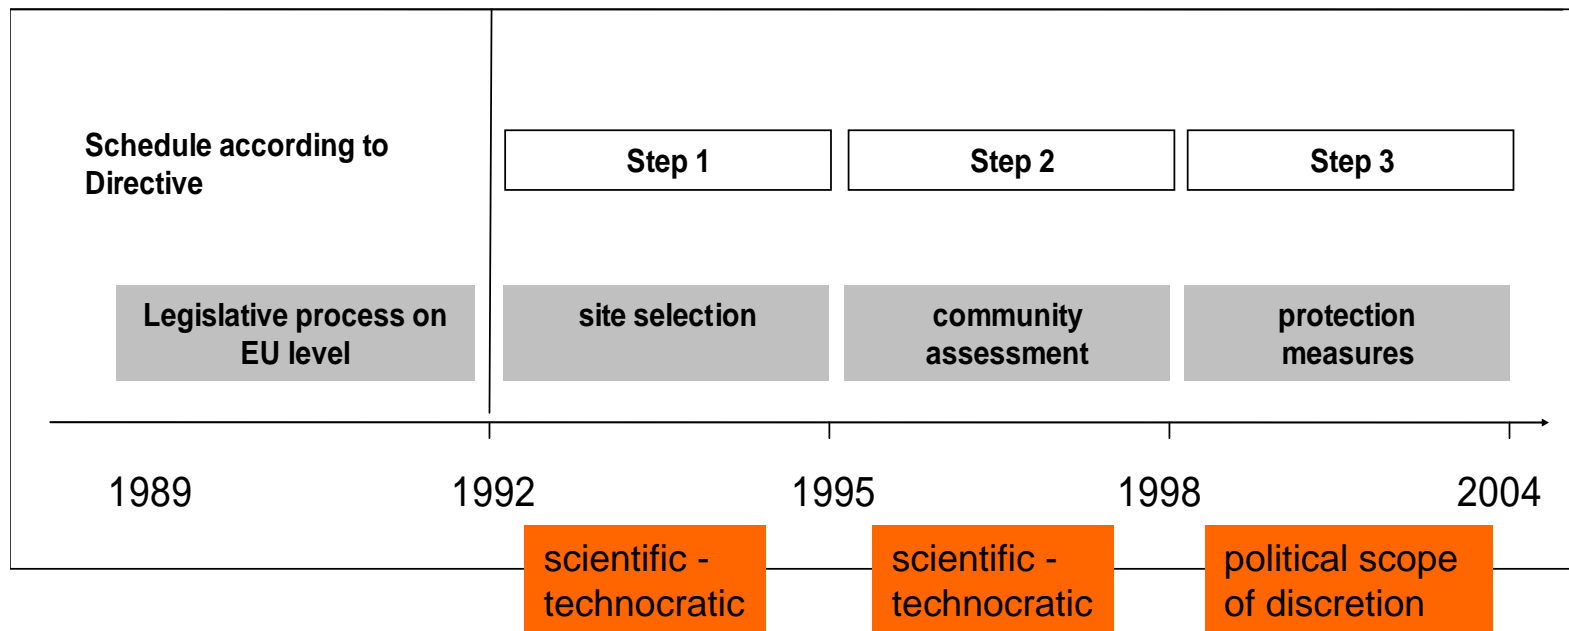 Schedule according to
Directive
Step 1
Step 2
Step 3
Legislative process on
EU level
site selection
community
assessment
protection
measures
1989
1992
1995
1998
2004
scientific -
technocratic
scientific -
technocratic
political scope
of discretion